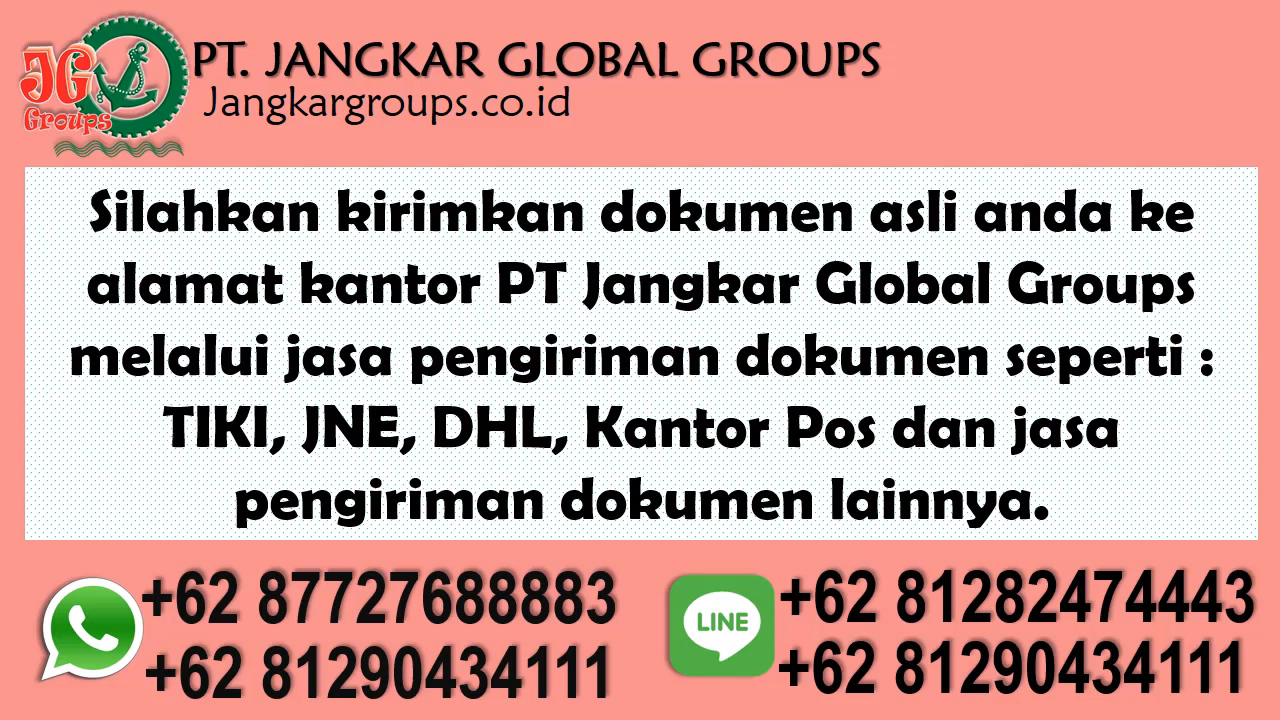 JG
Groups
PT. JANGKAR GLOBAL GROUPS
Jangkargroups.co.id
Silahkan kirimkan dokumen asli anda ke
alamat kantor PT Jangkar Global Groups
melalui jasa pengiriman dokumen seperti :
TIKI, JNE, DHL, Kantor Pos dan jasa
pengiriman dokumen lainnya.
+62 87727688883
+62 81290434111
LINE
+62 81282474443
+62 81290434111